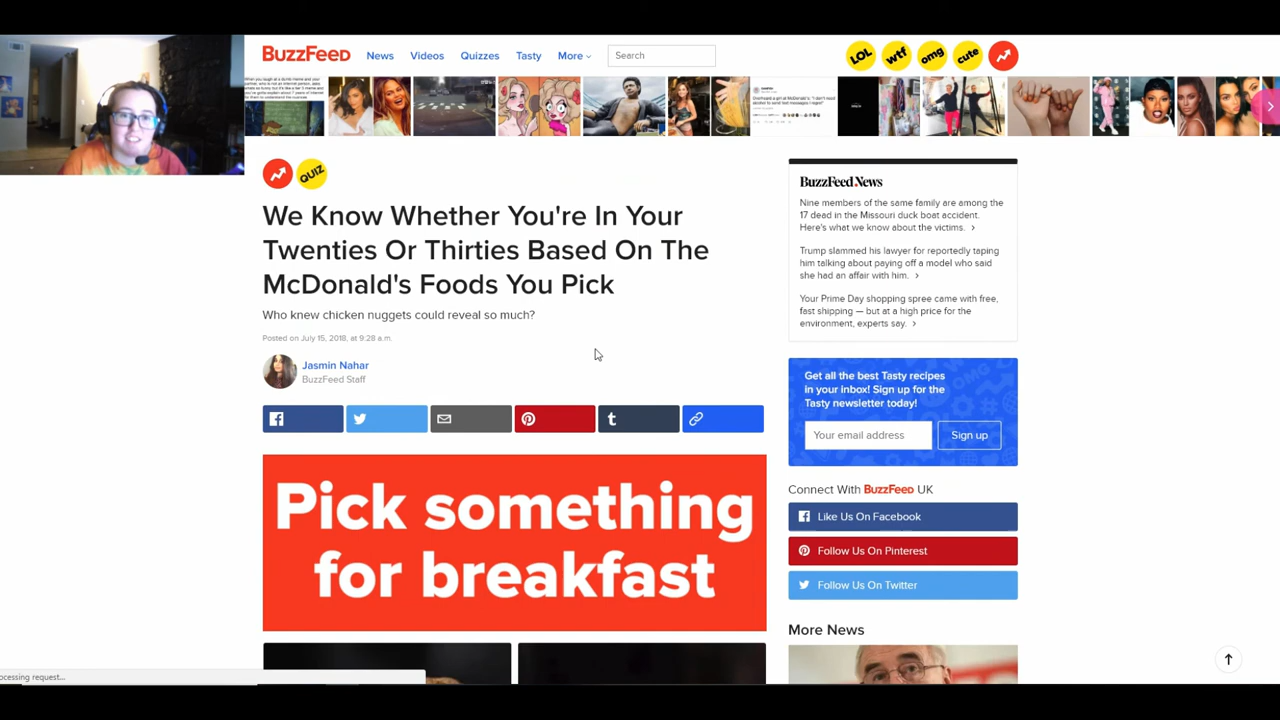 BuzzFeed News Videos Quizzes Tasty More Search LOL wtf omg cute
QUIZ
We Know Whether You're In Your
Twenties Or Thirties Based On The
McDonald's Foods You Pick
Who knew chicken nuggets could reveal so much?
Posted on July 15, 2018, at 9:28 a.m.
Jasmin Nahar
BuzzFeed Staff
Pick something
for breakfast
BuzzFeed News
Nine members of the same family are among the
17 dead in the Missouri duck boat accident.
Here's what we know about the victims.
Trump slammed his lawyer for reportedly taping
him talking about paying off a model who said
she had an affair with him.
Your Prime Day shopping spree came with free,
fast shipping — but at a high price for the
environment, experts say.
Get all the best Tasty recipes
in your inbox! Sign up for the
Tasty newsletter today!
Your email address Sign up
Connect With BuzzFeed UK
Like Us On Facebook
Follow Us On Pinterest
Follow Us On Twitter
More News
ocessing request...